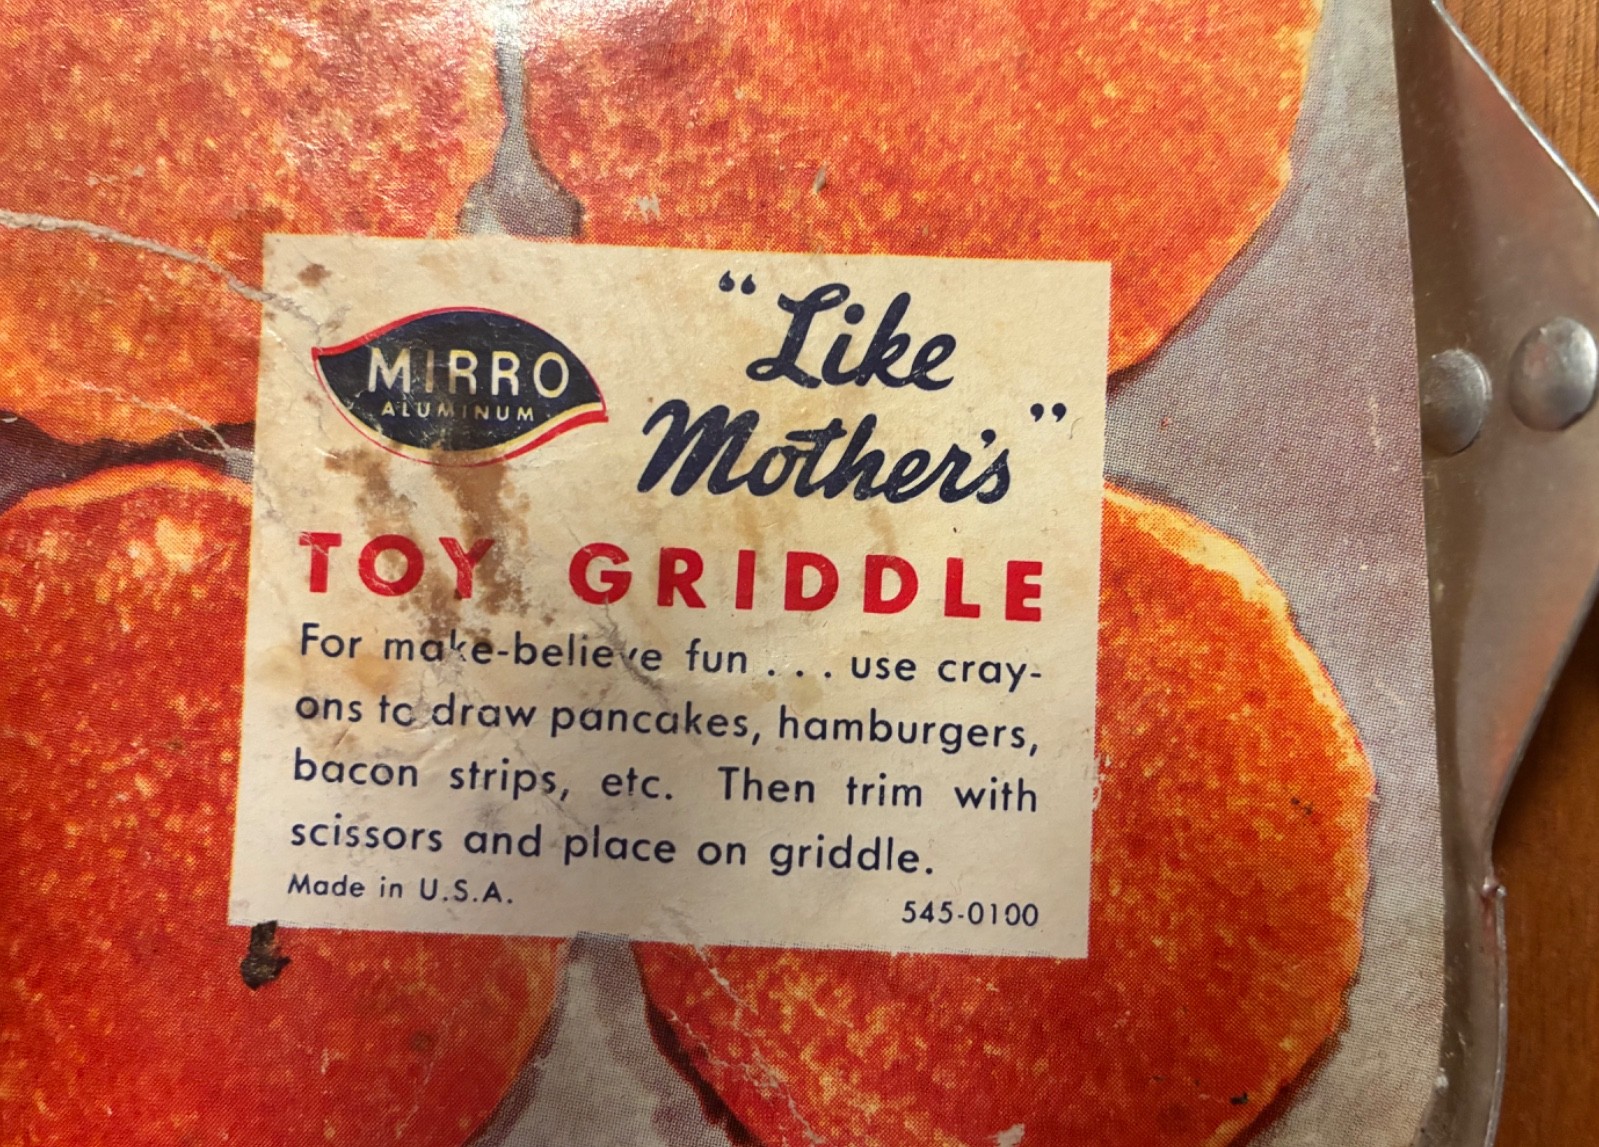 MIRRO
ALUMINUM
“Like
Mother's”
TOY GRIDDLE
For make-believe fun . . . use cray-
ons to draw pancakes, hamburgers,
bacon strips, etc. Then trim with
scissors and place on griddle.
Made in U.S.A.
545-0100